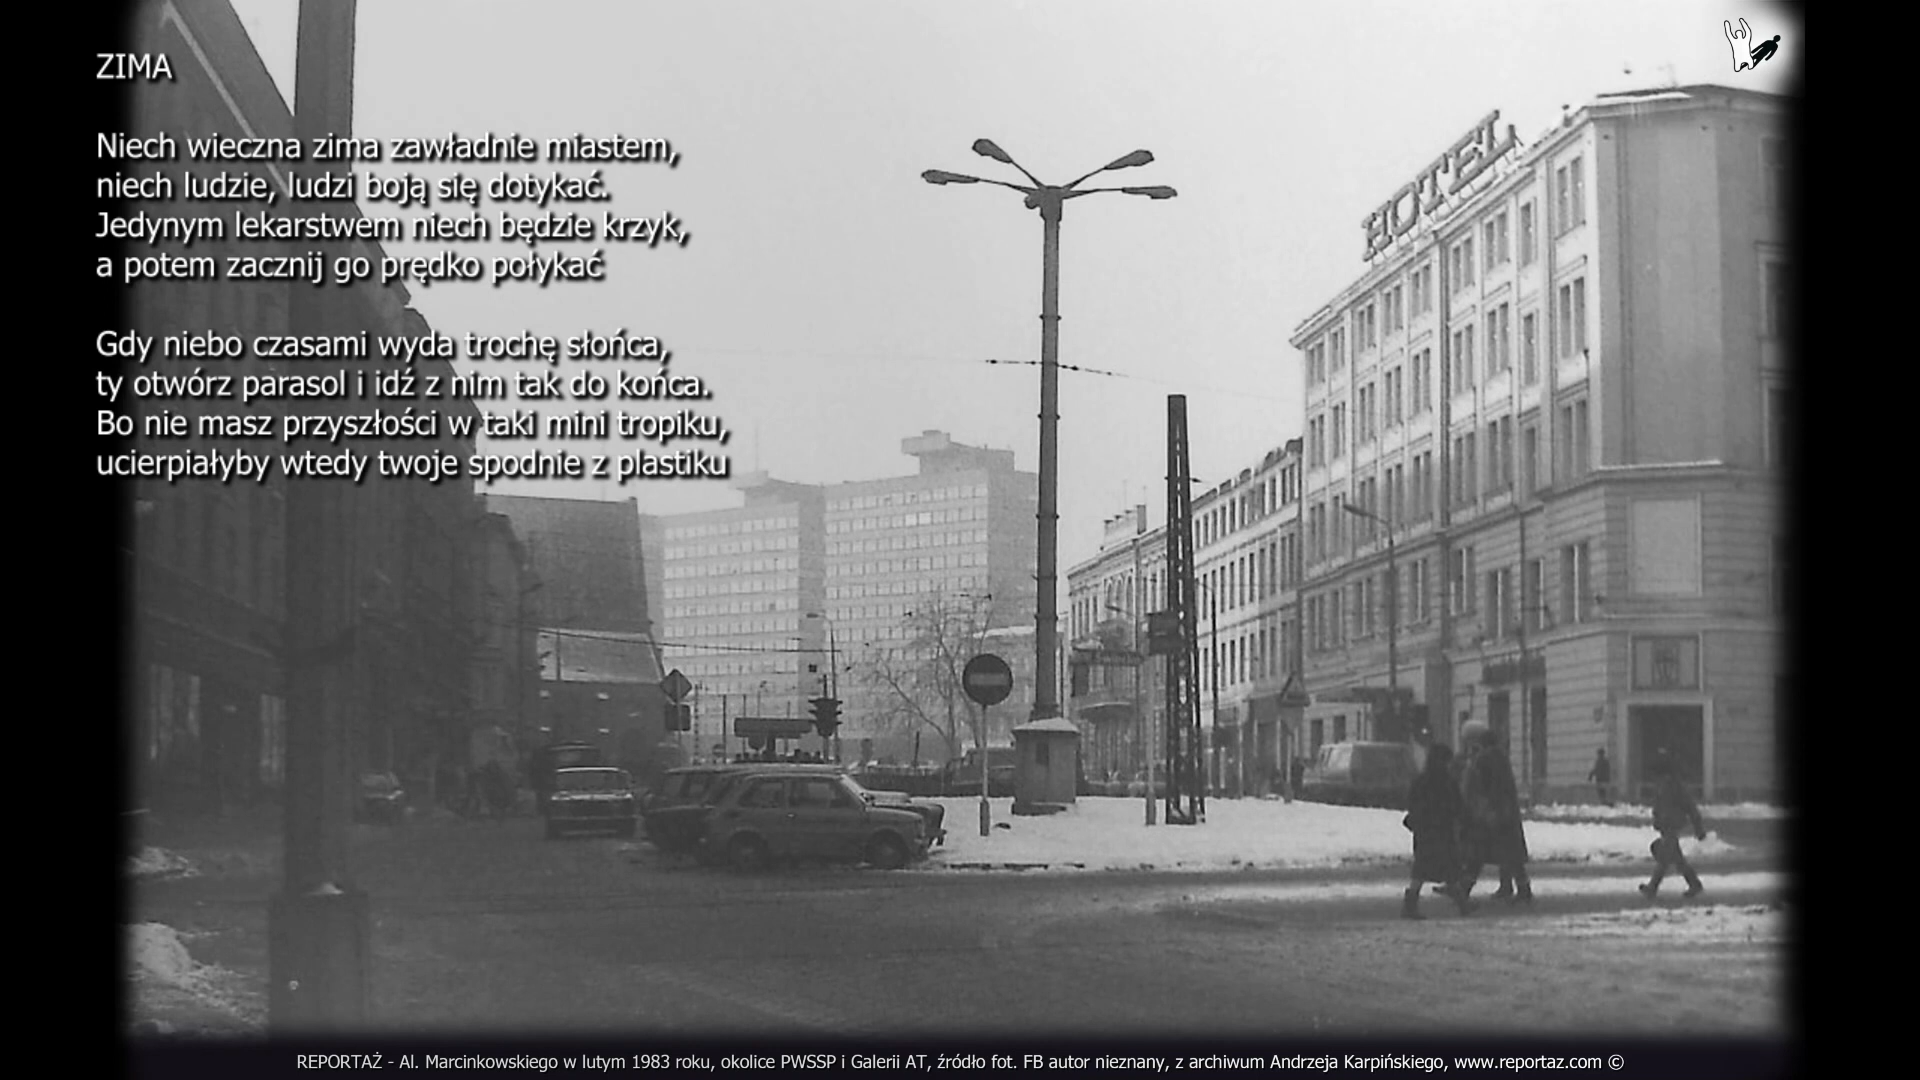 ZIMA
Niech wieczna zima zawładnie miastem,
niech ludzie, ludzi boją się dotykać.
Jedynym lekarstwem niech będzie krzyk,
a potem zacznij go prędko połykać
Gdy niebo czasami wyda trochę słońca,
ty otwórz parasol i idź z nim tak do końca.
Bo nie masz przyszłości w taki mini tropiku,
ucierpiałyby wtedy twoje spodnie z plastiku
HOTEL
REPORTAŻ - Al. Marcinkowskiego w lutym 1983 roku, okolice PWSSP i Galerii AT, źródło fot. FB autor nieznany, z archiwum Andrzeja Karpińskiego, www.reportaz.com ©